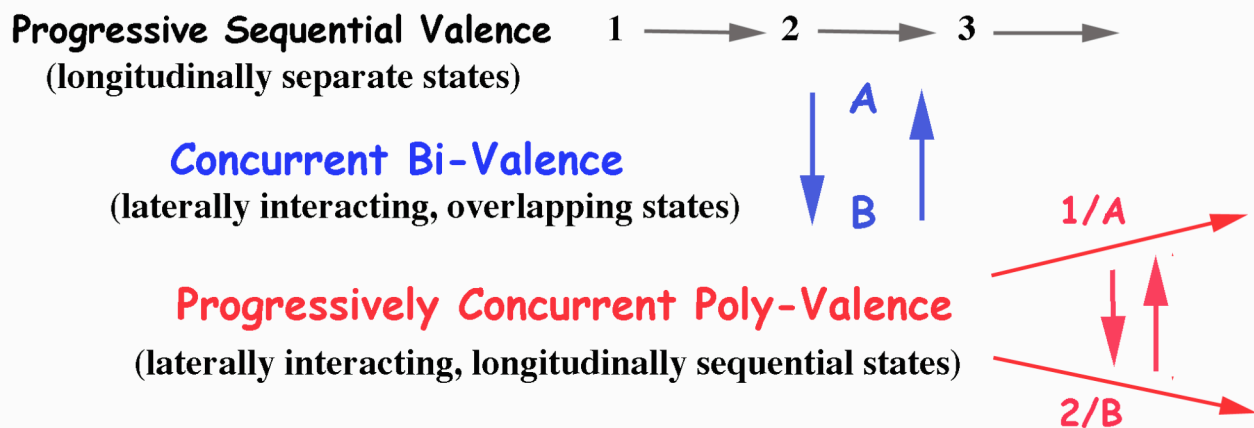 Progressive Sequential Valence 1 2 3
(longitudinally separate states)
A
Concurrent Bi-Valence
(laterally interacting, overlapping states)
B
1/A
Progressively Concurrent Poly-Valence
(laterally interacting, longitudinally sequential states)
2/B